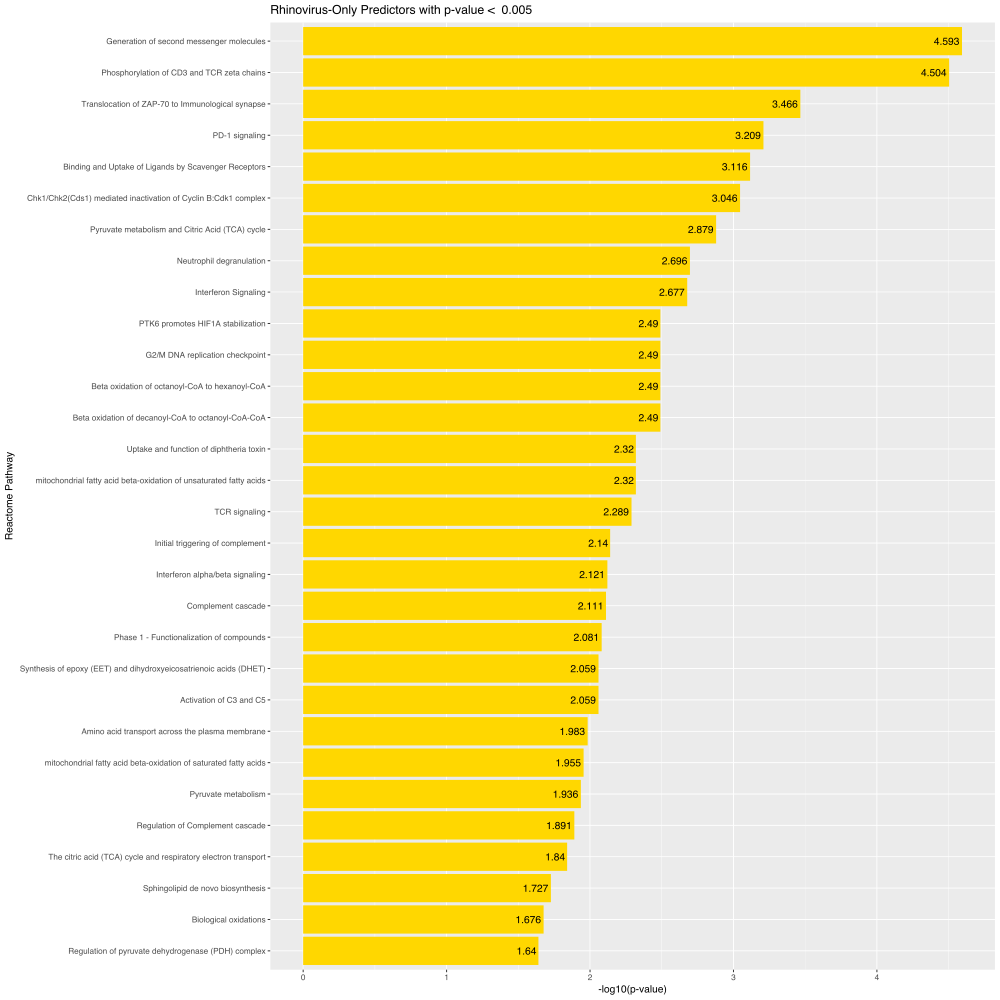 Rhinovirus-Only Predictors with p-value < 0.005
Generation of second messenger molecules 4.593
Phosphorylation of CD3 and TCR zeta chains 4.504
Translocation of ZAP-70 to Immunological synapse 3.466
PD-1 signaling 3.209
Binding and Uptake of Ligands by Scavenger Receptors 3.116
Chk1/Chk2(Cds1) mediated inactivation of Cyclin B:Cdk1 complex 3.046
Pyruvate metabolism and Citric Acid (TCA) cycle 2.879
Neutrophil degranulation 2.696
Interferon Signaling 2.677
PTK6 promotes HIF1A stabilization 2.49
G2/M DNA replication checkpoint 2.49
Beta oxidation of octanoyl-CoA to hexanoyl-CoA 2.49
Beta oxidation of decanoyl-CoA to octanoyl-CoA-CoA 2.49
Uptake and function of diphtheria toxin 2.32
mitochondrial fatty acid beta-oxidation of unsaturated fatty acids 2.32
TCR signaling 2.289
Initial triggering of complement 2.14
Interferon alpha/beta signaling 2.121
Complement cascade 2.111
Phase 1 - Functionalization of compounds 2.081
Synthesis of epoxy (EET) and dihydroxyeicosatrienoic acids (DHET) 2.059
Activation of C3 and C5 2.059
Amino acid transport across the plasma membrane 1.983
mitochondrial fatty acid beta-oxidation of saturated fatty acids 1.955
Pyruvate metabolism 1.936
Regulation of Complement cascade 1.891
The citric acid (TCA) cycle and respiratory electron transport 1.84
Sphingolipid de novo biosynthesis 1.727
Biological oxidations 1.676
Regulation of pyruvate dehydrogenase (PDH) complex 1.64
0 1 2 3 4
-log10(p-value)
Reactome Pathway